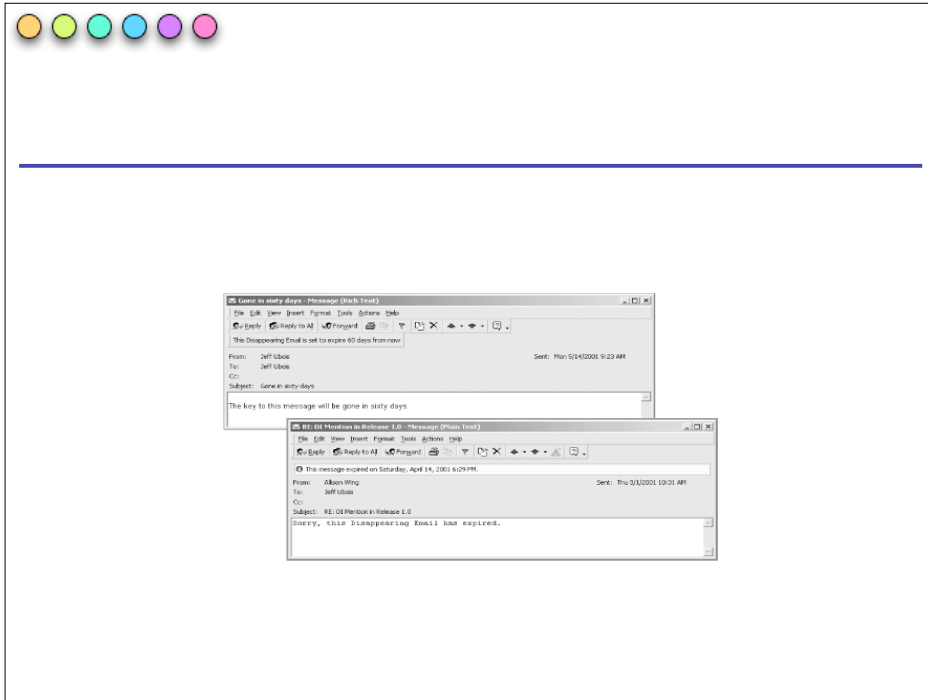 Gone in sixty days - Message (Rich Text)
File Edit View Insert Format Tools Actions Help
Reply Reply to All Forward
This Disappearing Email is set to expire 60 days from now
From: Jeff Ubois Sent: Mon 5/14/2001 9:23 AM
To: Jeff Ubois
Cc:
Subject: Gone in sixty days
The key to this message will be gone in sixty days.
RE: DI Mention in Release 1.0 - Message (Plain Text)
File Edit View Insert Format Tools Actions Help
Reply Reply to All Forward
This message expired on Saturday, April 14, 2001 6:29 PM.
From: Allison Wing Sent: Thu 3/1/2001 10:31 AM
To: Jeff Ubois
Cc:
Subject: RE: DI Mention in Release 1.0
Sorry, this Disappearing Email has expired.